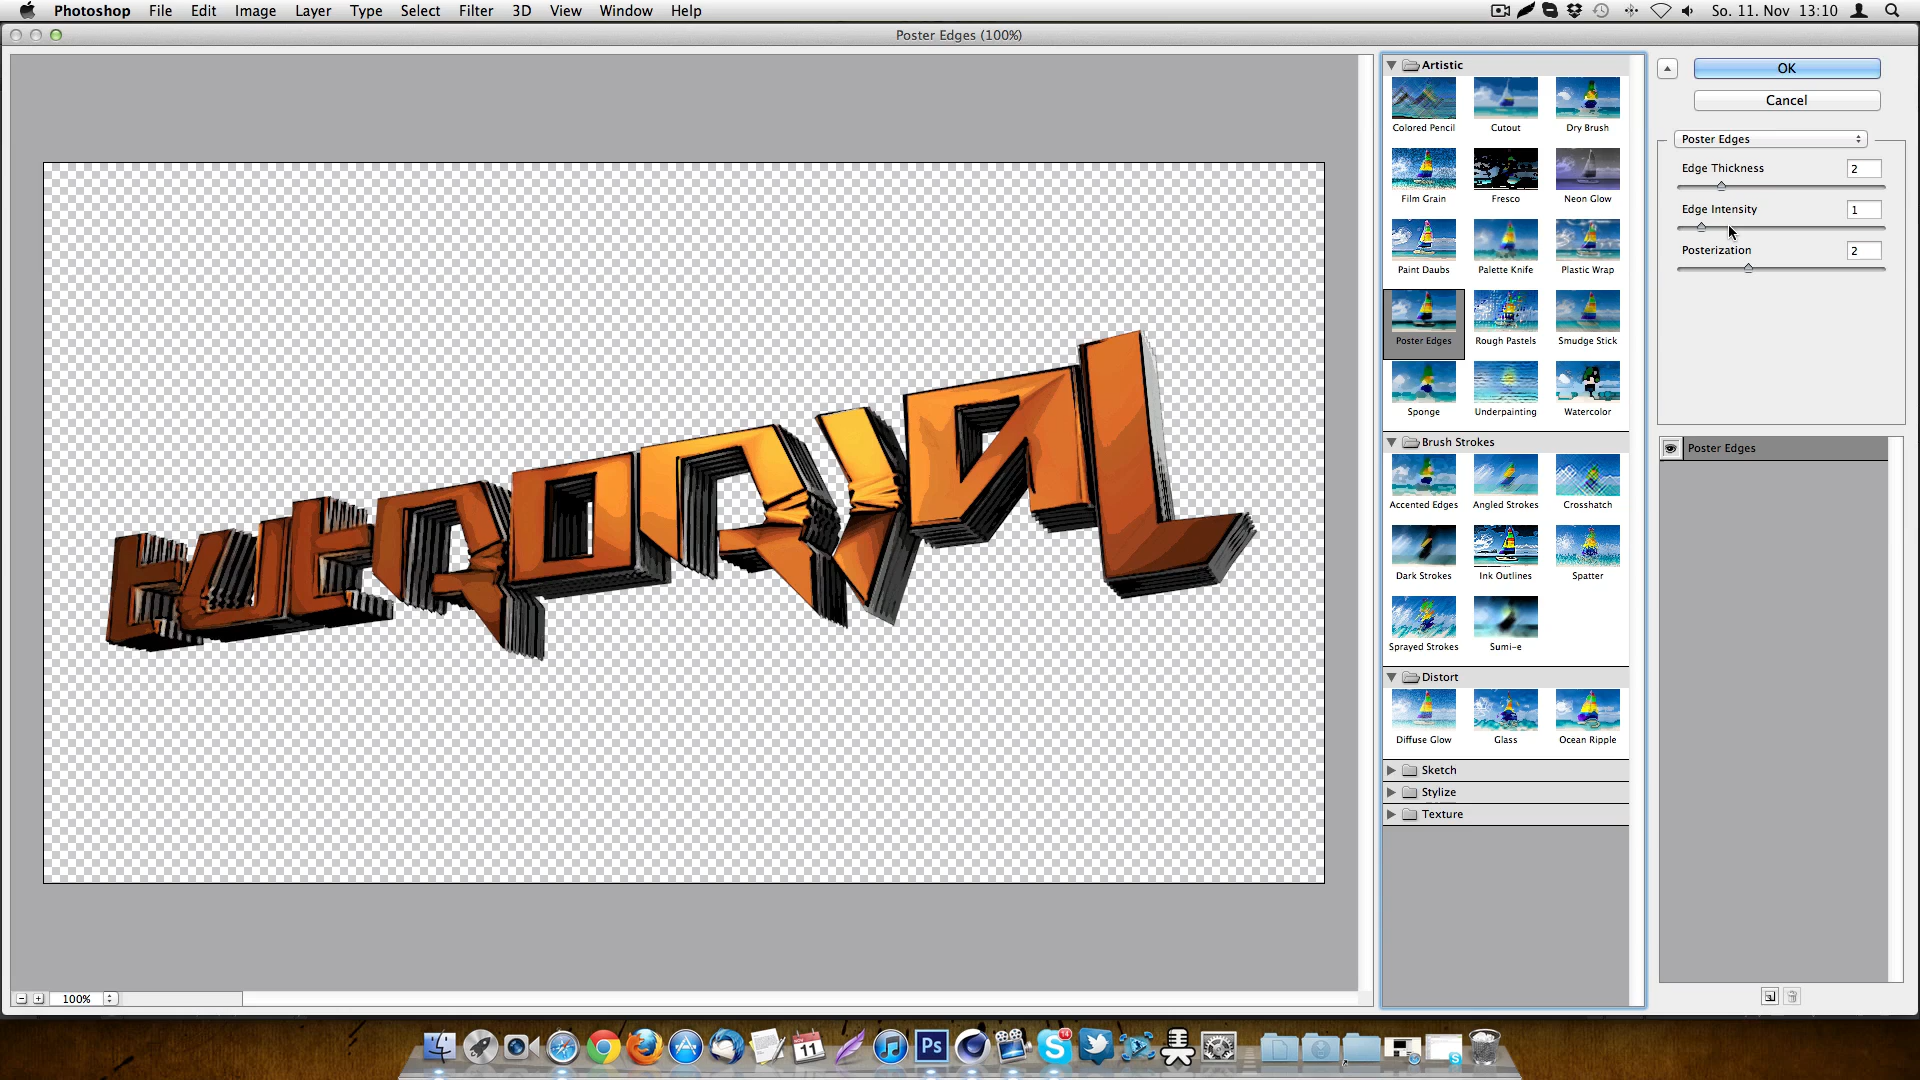 Photoshop File Edit Image Layer Type Select Filter 3D View Window Help So. 11. Nov 13:10
Poster Edges (100%)
Artistic
Colored Pencil Cutout Dry Brush
Film Grain Fresco Neon Glow
Paint Daubs Palette Knife Plastic Wrap
Poster Edges Rough Pastels Smudge Stick
Sponge Underpainting Watercolor
Brush Strokes
Accented Edges Angled Strokes Crosshatch
Dark Strokes Ink Outlines Spatter
Sprayed Strokes Sumi-e
Distort
Diffuse Glow Glass Ocean Ripple
Sketch
Stylize
Texture
OK
Cancel
Poster Edges
Edge Thickness 2
Edge Intensity 1
Posterization 2
Poster Edges
100%
11
Ps
14